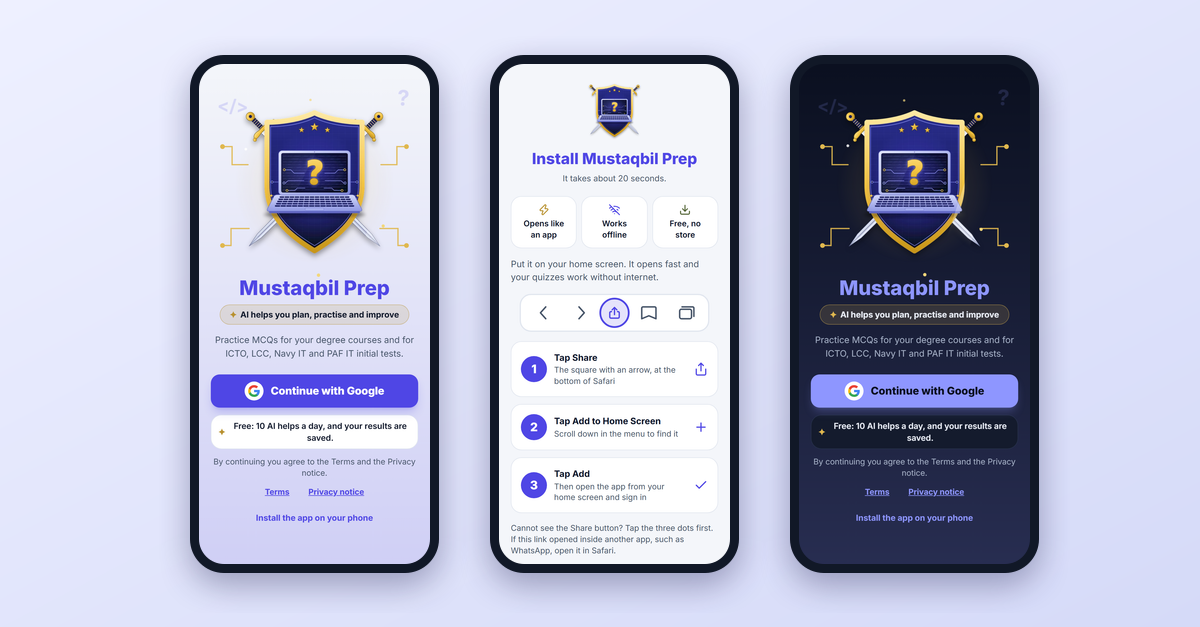 </>
?
?
Mustaqbil Prep
✦ AI helps you plan, practise and improve
Practice MCQs for your degree courses and for
ICTO, LCC, Navy IT and PAF IT initial tests.
Continue with Google
✦ Free: 10 AI helps a day, and your results are
saved.
By continuing you agree to the Terms and the Privacy
notice.
Terms Privacy notice
Install the app on your phone
?
Install Mustaqbil Prep
It takes about 20 seconds.
Opens like
an app
Works
offline
Free, no
store
Put it on your home screen. It opens fast and
your quizzes work without internet.
1
Tap Share
The square with an arrow, at the
bottom of Safari
2
Tap Add to Home Screen
Scroll down in the menu to find it
3
Tap Add
Then open the app from your
home screen and sign in
Cannot see the Share button? Tap the three dots first.
If this link opened inside another app, such as
WhatsApp, open it in Safari.
</>
?
?
Mustaqbil Prep
✦ AI helps you plan, practise and improve
Practice MCQs for your degree courses and for
ICTO, LCC, Navy IT and PAF IT initial tests.
Continue with Google
✦ Free: 10 AI helps a day, and your results are
saved.
By continuing you agree to the Terms and the Privacy
notice.
Terms Privacy notice
Install the app on your phone